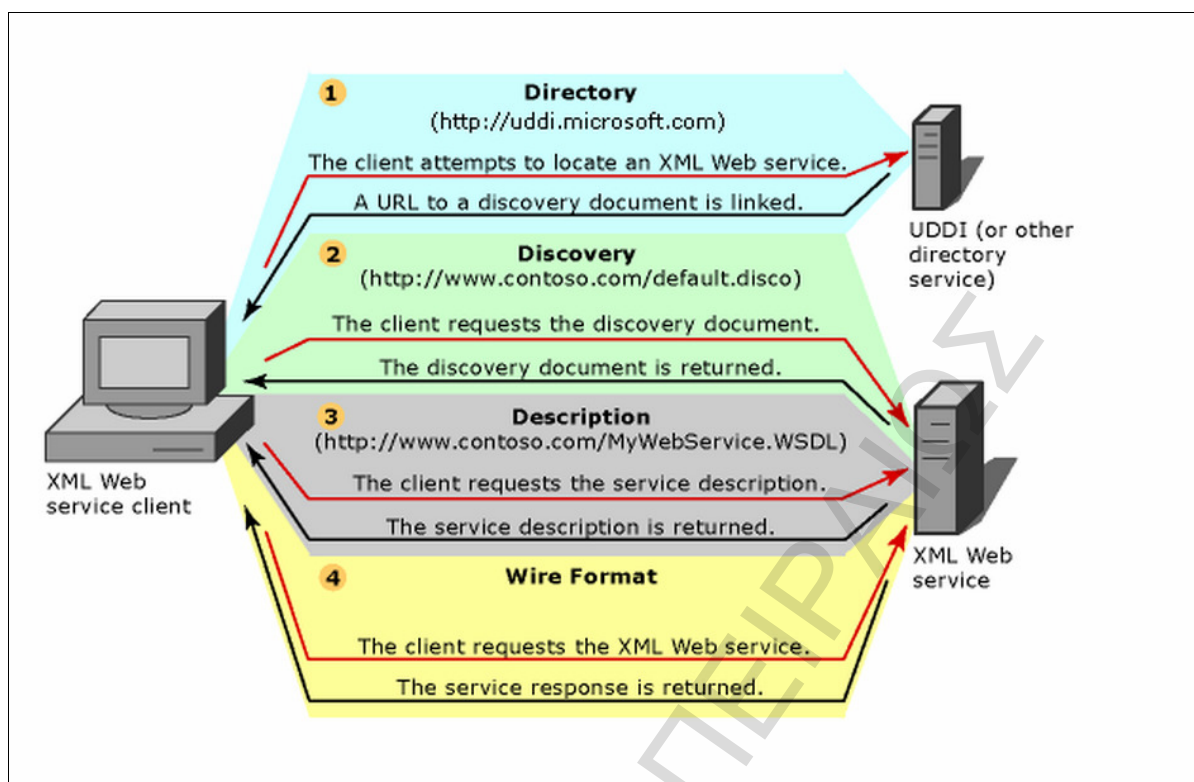 1
Directory
(http://uddi.microsoft.com)
The client attempts to locate an XML Web service.
A URL to a discovery document is linked.
UDDI (or other
directory
service)
2
Discovery
(http://www.contoso.com/default.disco)
The client requests the discovery document.
The discovery document is returned.
3
Description
(http://www.contoso.com/MyWebService.WSDL)
The client requests the service description.
The service description is returned.
XML Web
service client
XML Web
service
4
Wire Format
The client requests the XML Web service.
The service response is returned.
ΠΕΙΡΑΙΩΣ